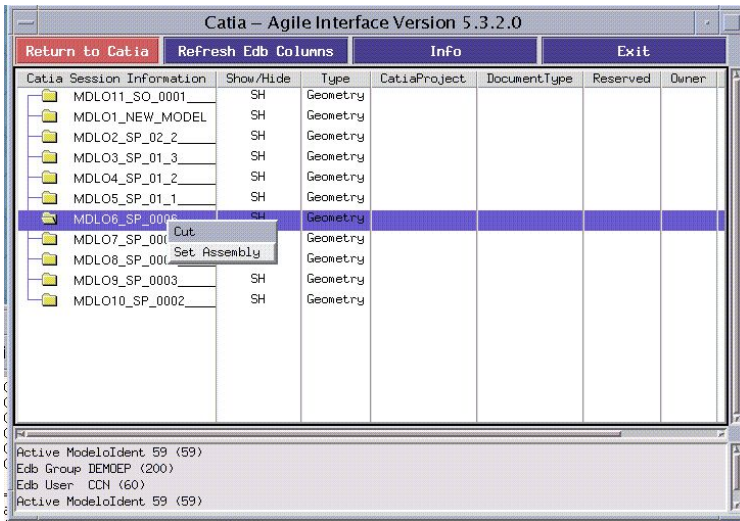 Catia – Agile Interface Version 5.3.2.0
Return to Catia Refresh Edb Columns Info Exit
Catia Session Information Show/Hide Type CatiaProject DocumentType Reserved Owner
MDLO11_SO_0001____ SH Geometry
MDLO1_NEW_MODEL SH Geometry
MDLO2_SP_02_2____ SH Geometry
MDLO3_SP_01_3____ SH Geometry
MDLO4_SP_01_2____ SH Geometry
MDLO5_SP_01_1____ SH Geometry
MDLO6_SP_0006 SH Geometry
Cut
MDLO7_SP_000 Geometry
Set Assembly
MDLO8_SP_00 Geometry
MDLO9_SP_0003____ SH Geometry
MDLO10_SP_0002____ SH Geometry
Active ModeloIdent 59 (59)
Edb Group DEMOEP (200)
Edb User CCN (60)
Active ModeloIdent 59 (59)